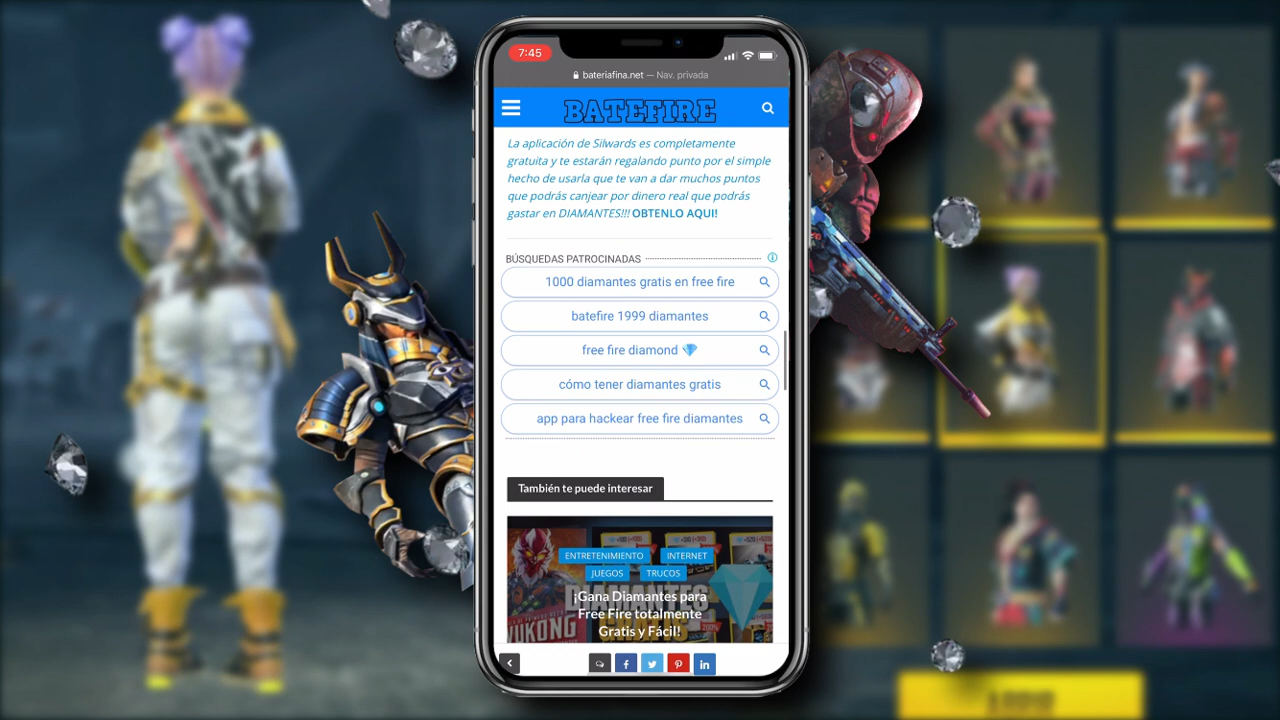 7:45
bateriafina.net — Nav. privada
BATEFIRE
La aplicación de Silwards es completamente
gratuita y te estarán regalando punto por el simple
hecho de usarla que te van a dar muchos puntos
que podrás canjear por dinero real que podrás
gastar en DIAMANTES!!! OBTENLO AQUI!
BÚSQUEDAS PATROCINADAS
1000 diamantes gratis en free fire
batefire 1999 diamantes
free fire diamond 💎
cómo tener diamantes gratis
app para hackear free fire diamantes
También te puede interesar
ENTRETENIMIENTO INTERNET
JUEGOS TRUCOS
DIAMANTES
¡Gana Diamantes para
Free Fire totalmente
Gratis y Fácil!
YUKONG